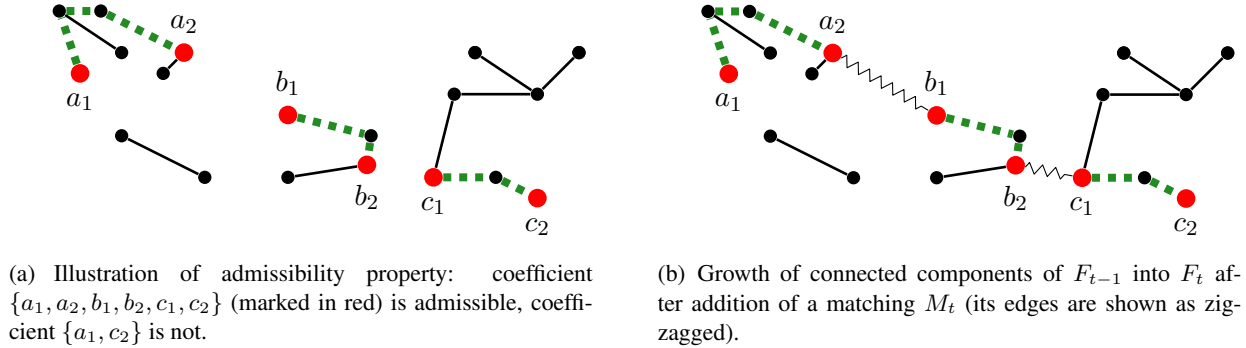 a₂
a₁
b₁
b₂
c₁
c₂
a₂
a₁
b₁
b₂
c₁
c₂
(a) Illustration of admissibility property: coefficient
{a₁, a₂, b₁, b₂, c₁, c₂} (marked in red) is admissible, coeffi-
cient {a₁, c₂} is not.
(b) Growth of connected components of Fₜ₋₁ into Fₜ af-
ter addition of a matching Mₜ (its edges are shown as zig-
zagged).